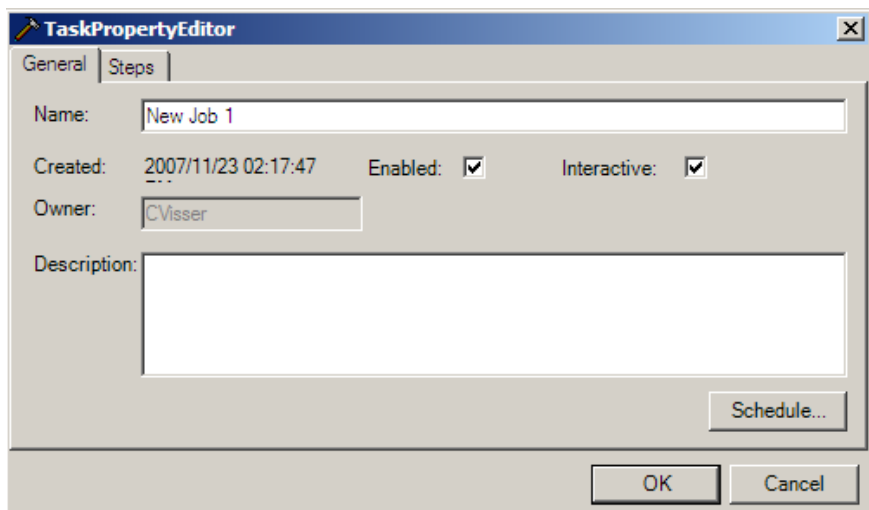 TaskPropertyEditor
General Steps
Name: New Job 1
Created: 2007/11/23 02:17:47 Enabled: Interactive:
Owner: CVisser
Description:
Schedule...
OK Cancel